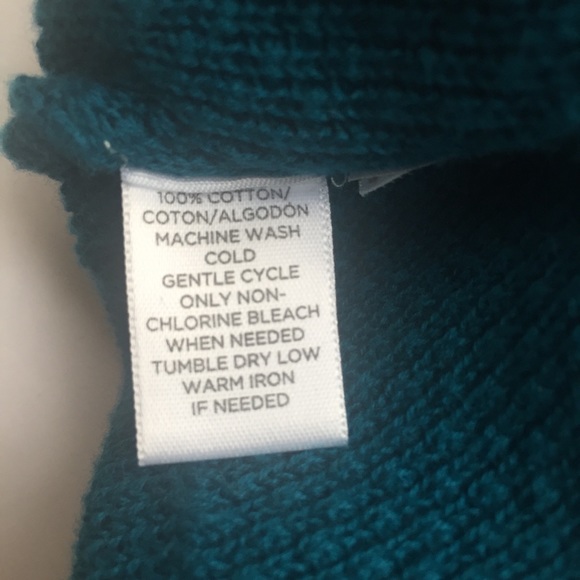 100% COTTON/
COTON/ALGODÓN
MACHINE WASH
COLD
GENTLE CYCLE
ONLY NON-
CHLORINE BLEACH
WHEN NEEDED
TUMBLE DRY LOW
WARM IRON
IF NEEDED